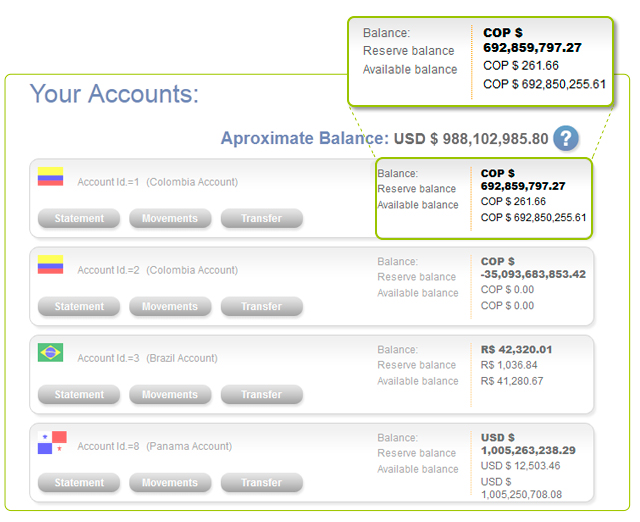 Balance: COP $
692,859,797.27
Reserve balance COP $ 261.66
Available balance COP $ 692,850,255.61
Your Accounts:
Aproximate Balance: USD $ 988,102,985.80 ?
Account Id.=1 (Colombia Account)
Statement Movements Transfer
Balance: COP $
692,859,797.27
Reserve balance COP $ 261.66
Available balance COP $ 692,850,255.61
Account Id.=2 (Colombia Account)
Statement Movements Transfer
Balance: COP $
-35,093,683,853.42
Reserve balance COP $ 0.00
Available balance COP $ 0.00
Account Id.=3 (Brazil Account)
Statement Movements Transfer
Balance: R$ 42,320.01
Reserve balance R$ 1,036.84
Available balance R$ 41,280.67
Account Id.=8 (Panama Account)
Statement Movements Transfer
Balance: USD $
1,005,263,238.29
Reserve balance USD $ 12,503.46
Available balance USD $
1,005,250,708.08